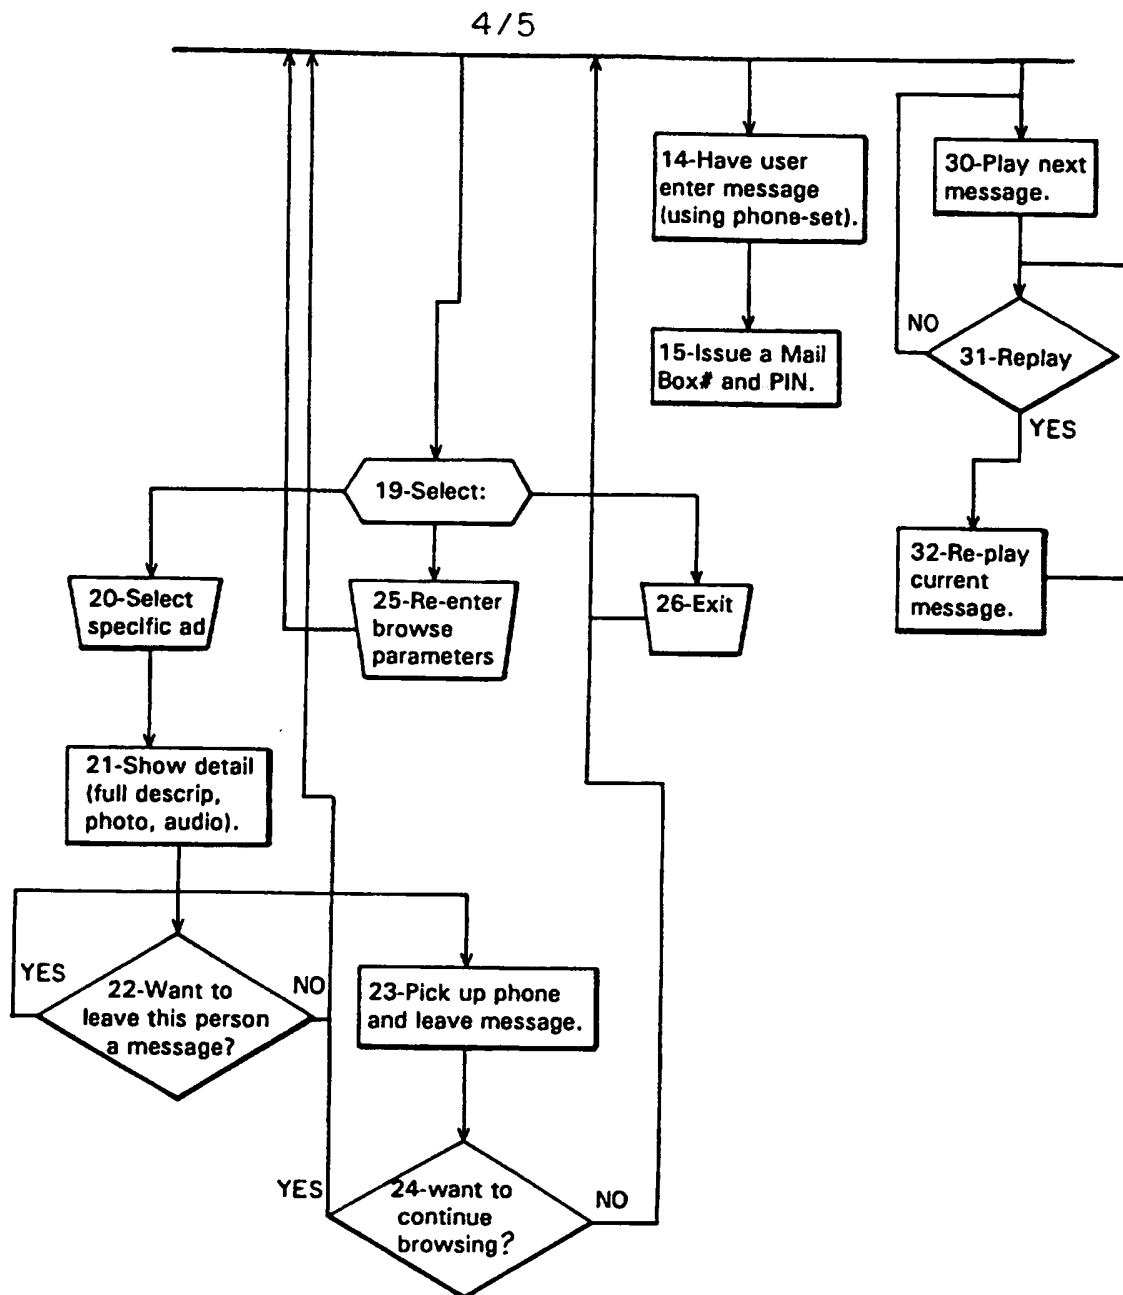 4/5
14-Have user
enter message
(using phone-set).
30-Play next
message.
15-Issue a Mail
Box# and PIN.
NO
31-Replay
YES
19-Select:
20-Select
specific ad
25-Re-enter
browse
parameters
26-Exit
32-Re-play
current
message.
21-Show detail
(full descrip,
photo, audio).
YES
22-Want to
leave this person
a message?
NO
23-Pick up phone
and leave message.
YES
24-want to
continue
browsing?
NO